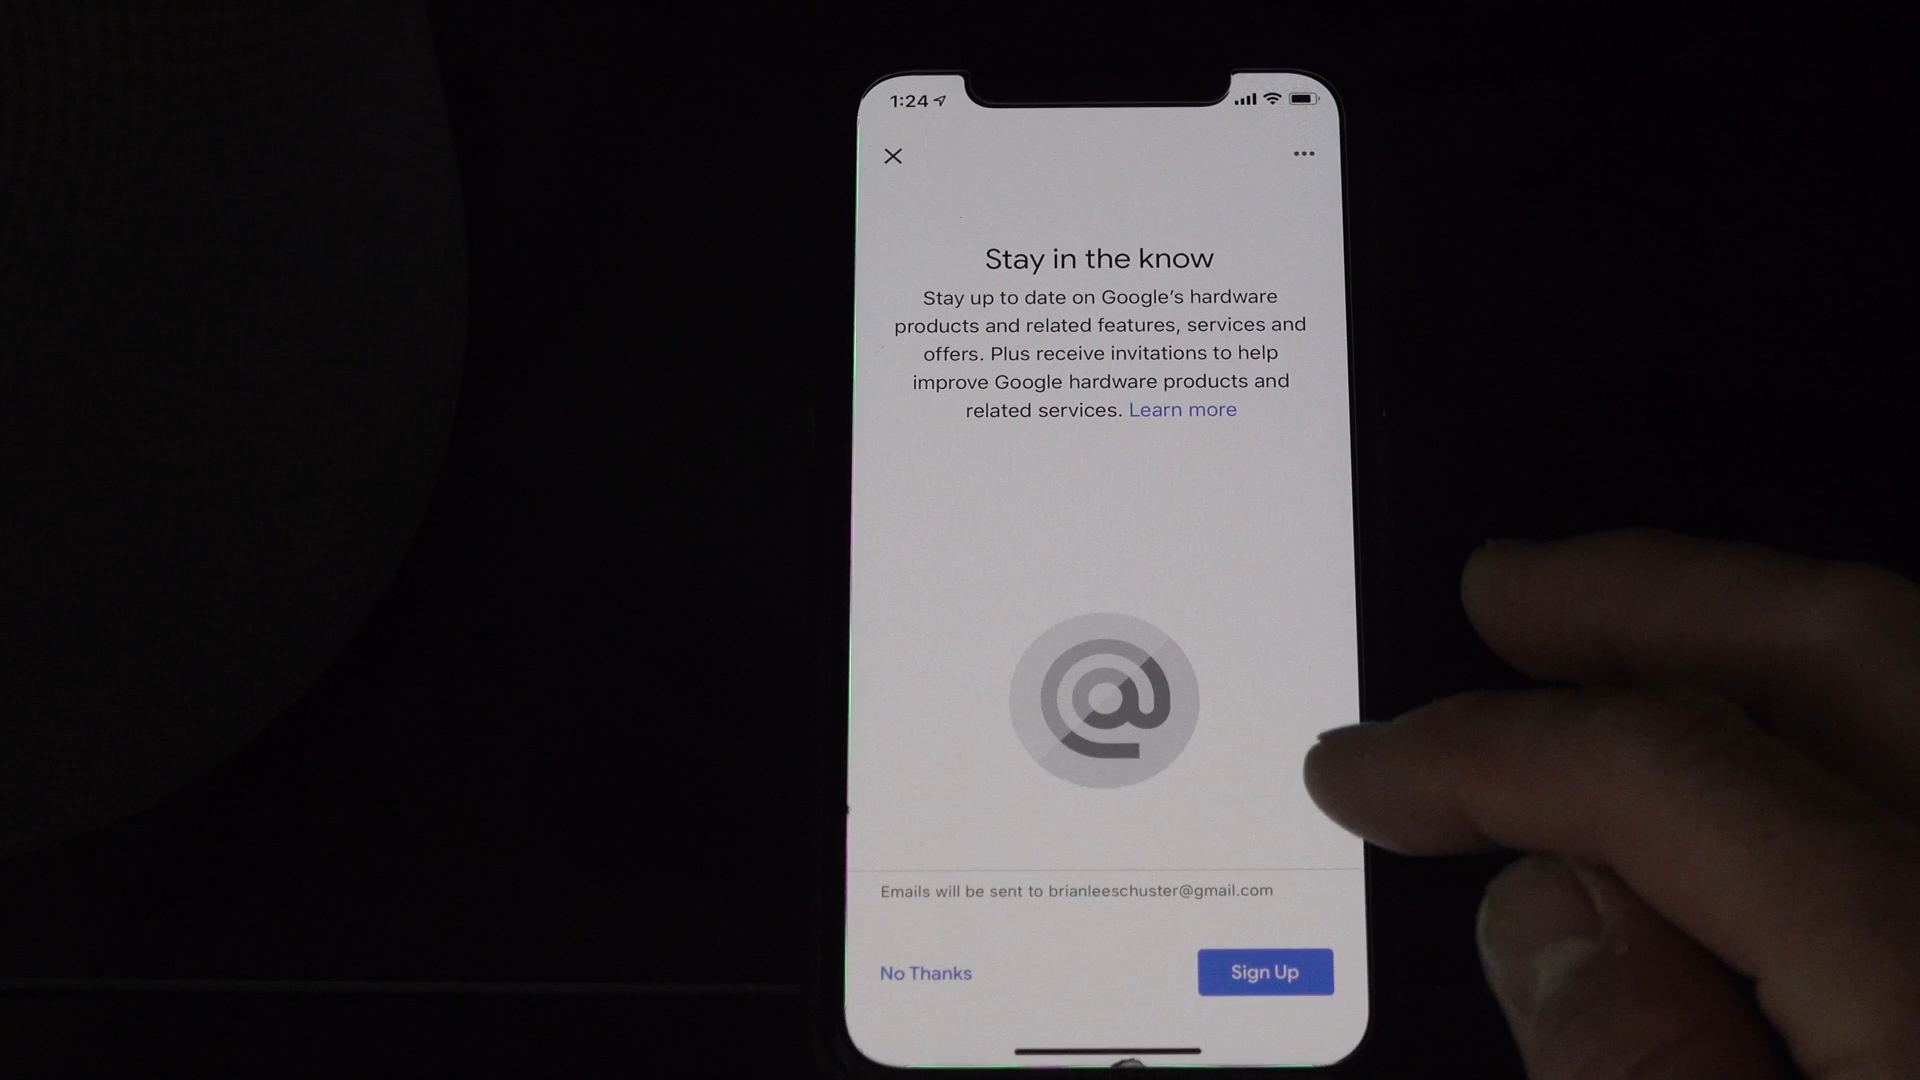 1:24
Stay in the know
Stay up to date on Google's hardware
products and related features, services and
offers. Plus receive invitations to help
improve Google hardware products and
related services. Learn more
@
Emails will be sent to brianleeschuster@gmail.com
No Thanks
Sign Up